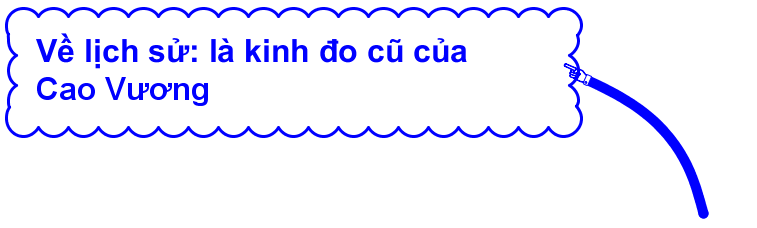 Về lịch sử: là kinh đo cũ của
Cao Vương